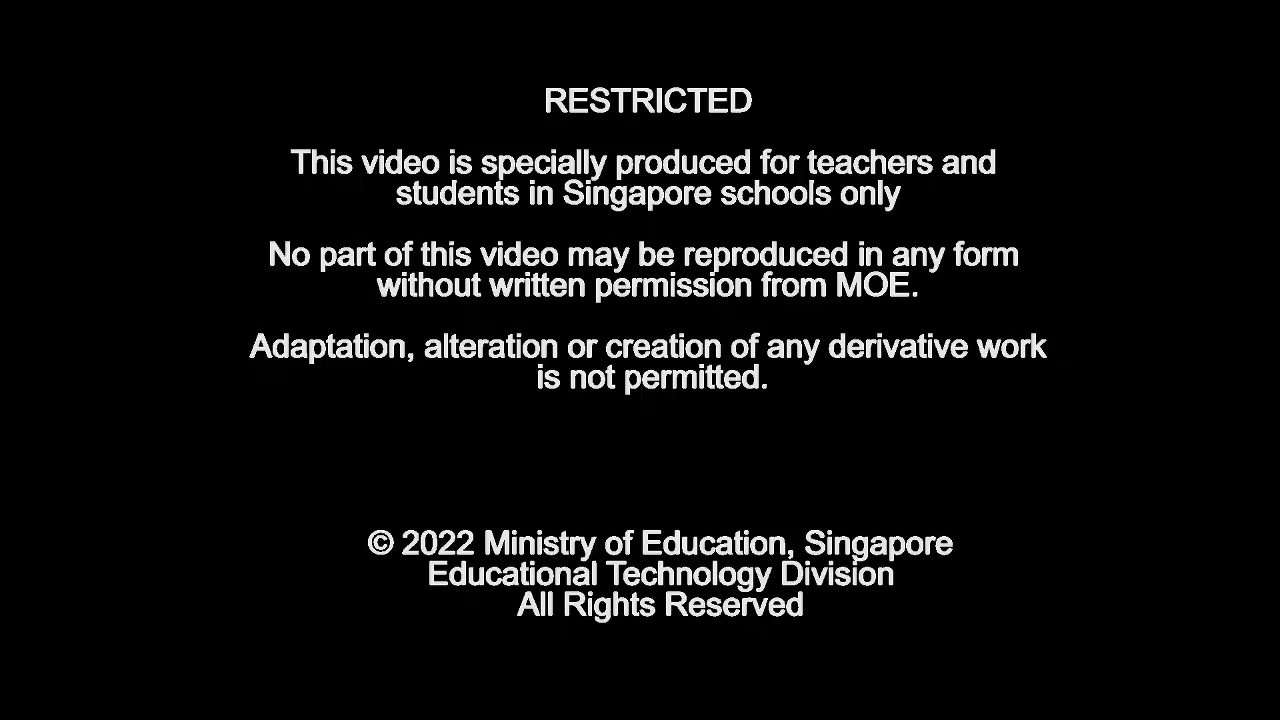 RESTRICTED
This video is specially produced for teachers and
students in Singapore schools only
No part of this video may be reproduced in any form
without written permission from MOE.
Adaptation, alteration or creation of any derivative work
is not permitted.
© 2022 Ministry of Education, Singapore
Educational Technology Division
All Rights Reserved